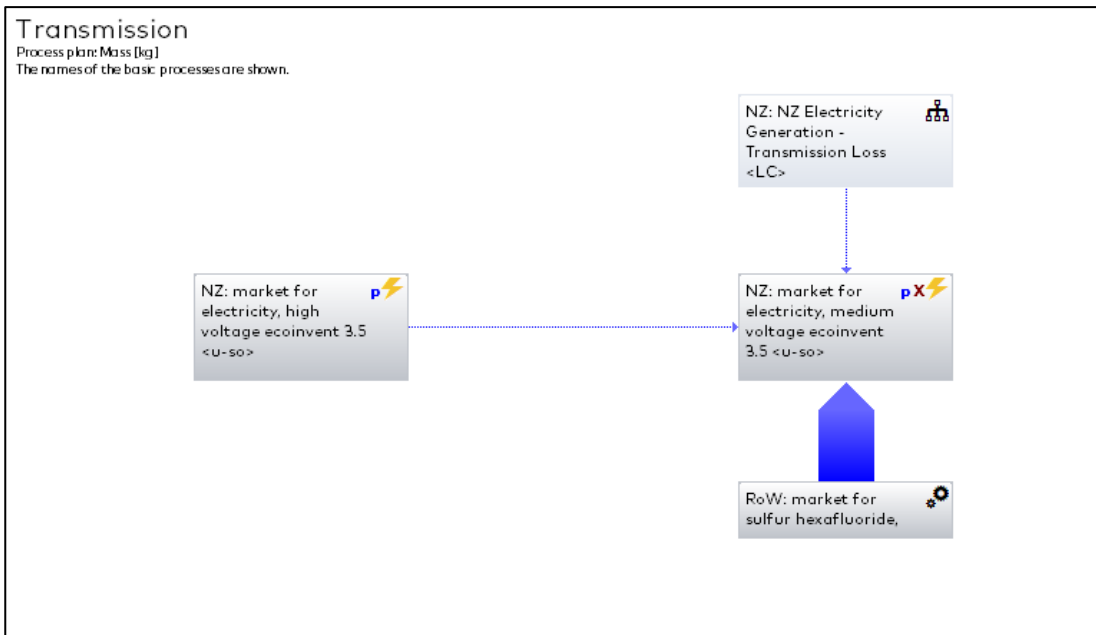 Transmission
Process plan: Mass [kg]
The names of the basic processes are shown.
NZ: NZ Electricity
Generation -
Transmission Loss
<LC>
NZ: market for
electricity, high
voltage ecoinvent 3.5
<u-so>
p
NZ: market for
electricity, medium
voltage ecoinvent
3.5 <u-so>
p X
RoW: market for
sulfur hexafluoride,